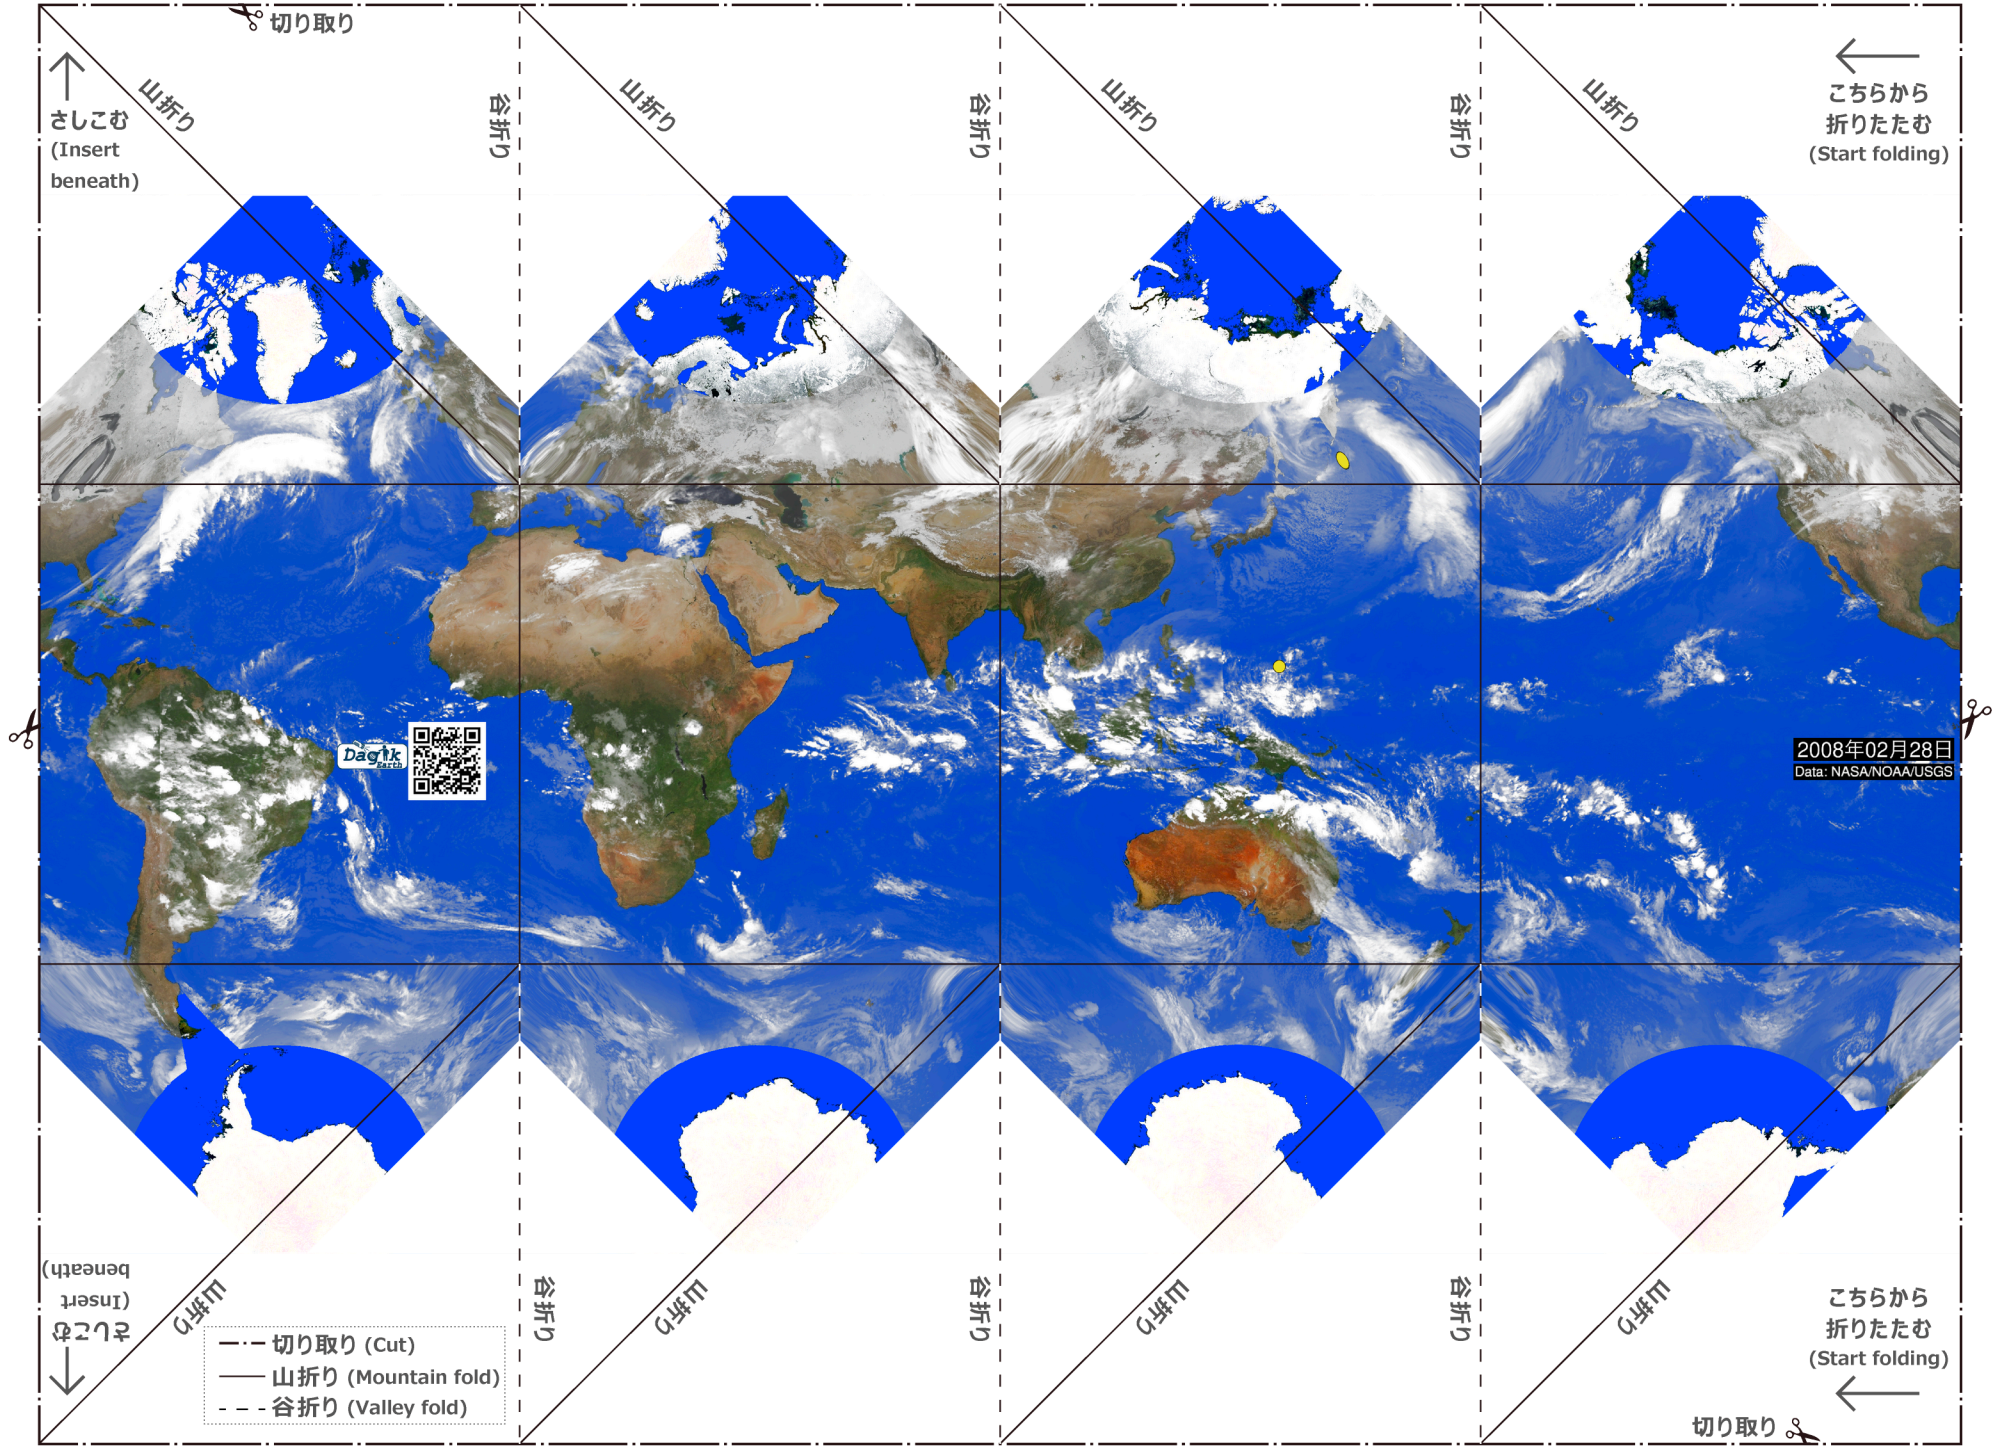 切り取り
さしこむ
(Insert
beneath)
山折り
谷折り
山折り
谷折り
山折り
谷折り
山折り
こちらから
折りたたむ
(Start folding)
Dagik
Earth
2008年02月28日
Data: NASA/NOAA/USGS
さしこむ
(Insert
beneath)
山折り
谷折り
山折り
谷折り
山折り
谷折り
山折り
こちらから
折りたたむ
(Start folding)
切り取り (Cut)
山折り (Mountain fold)
谷折り (Valley fold)
切り取り